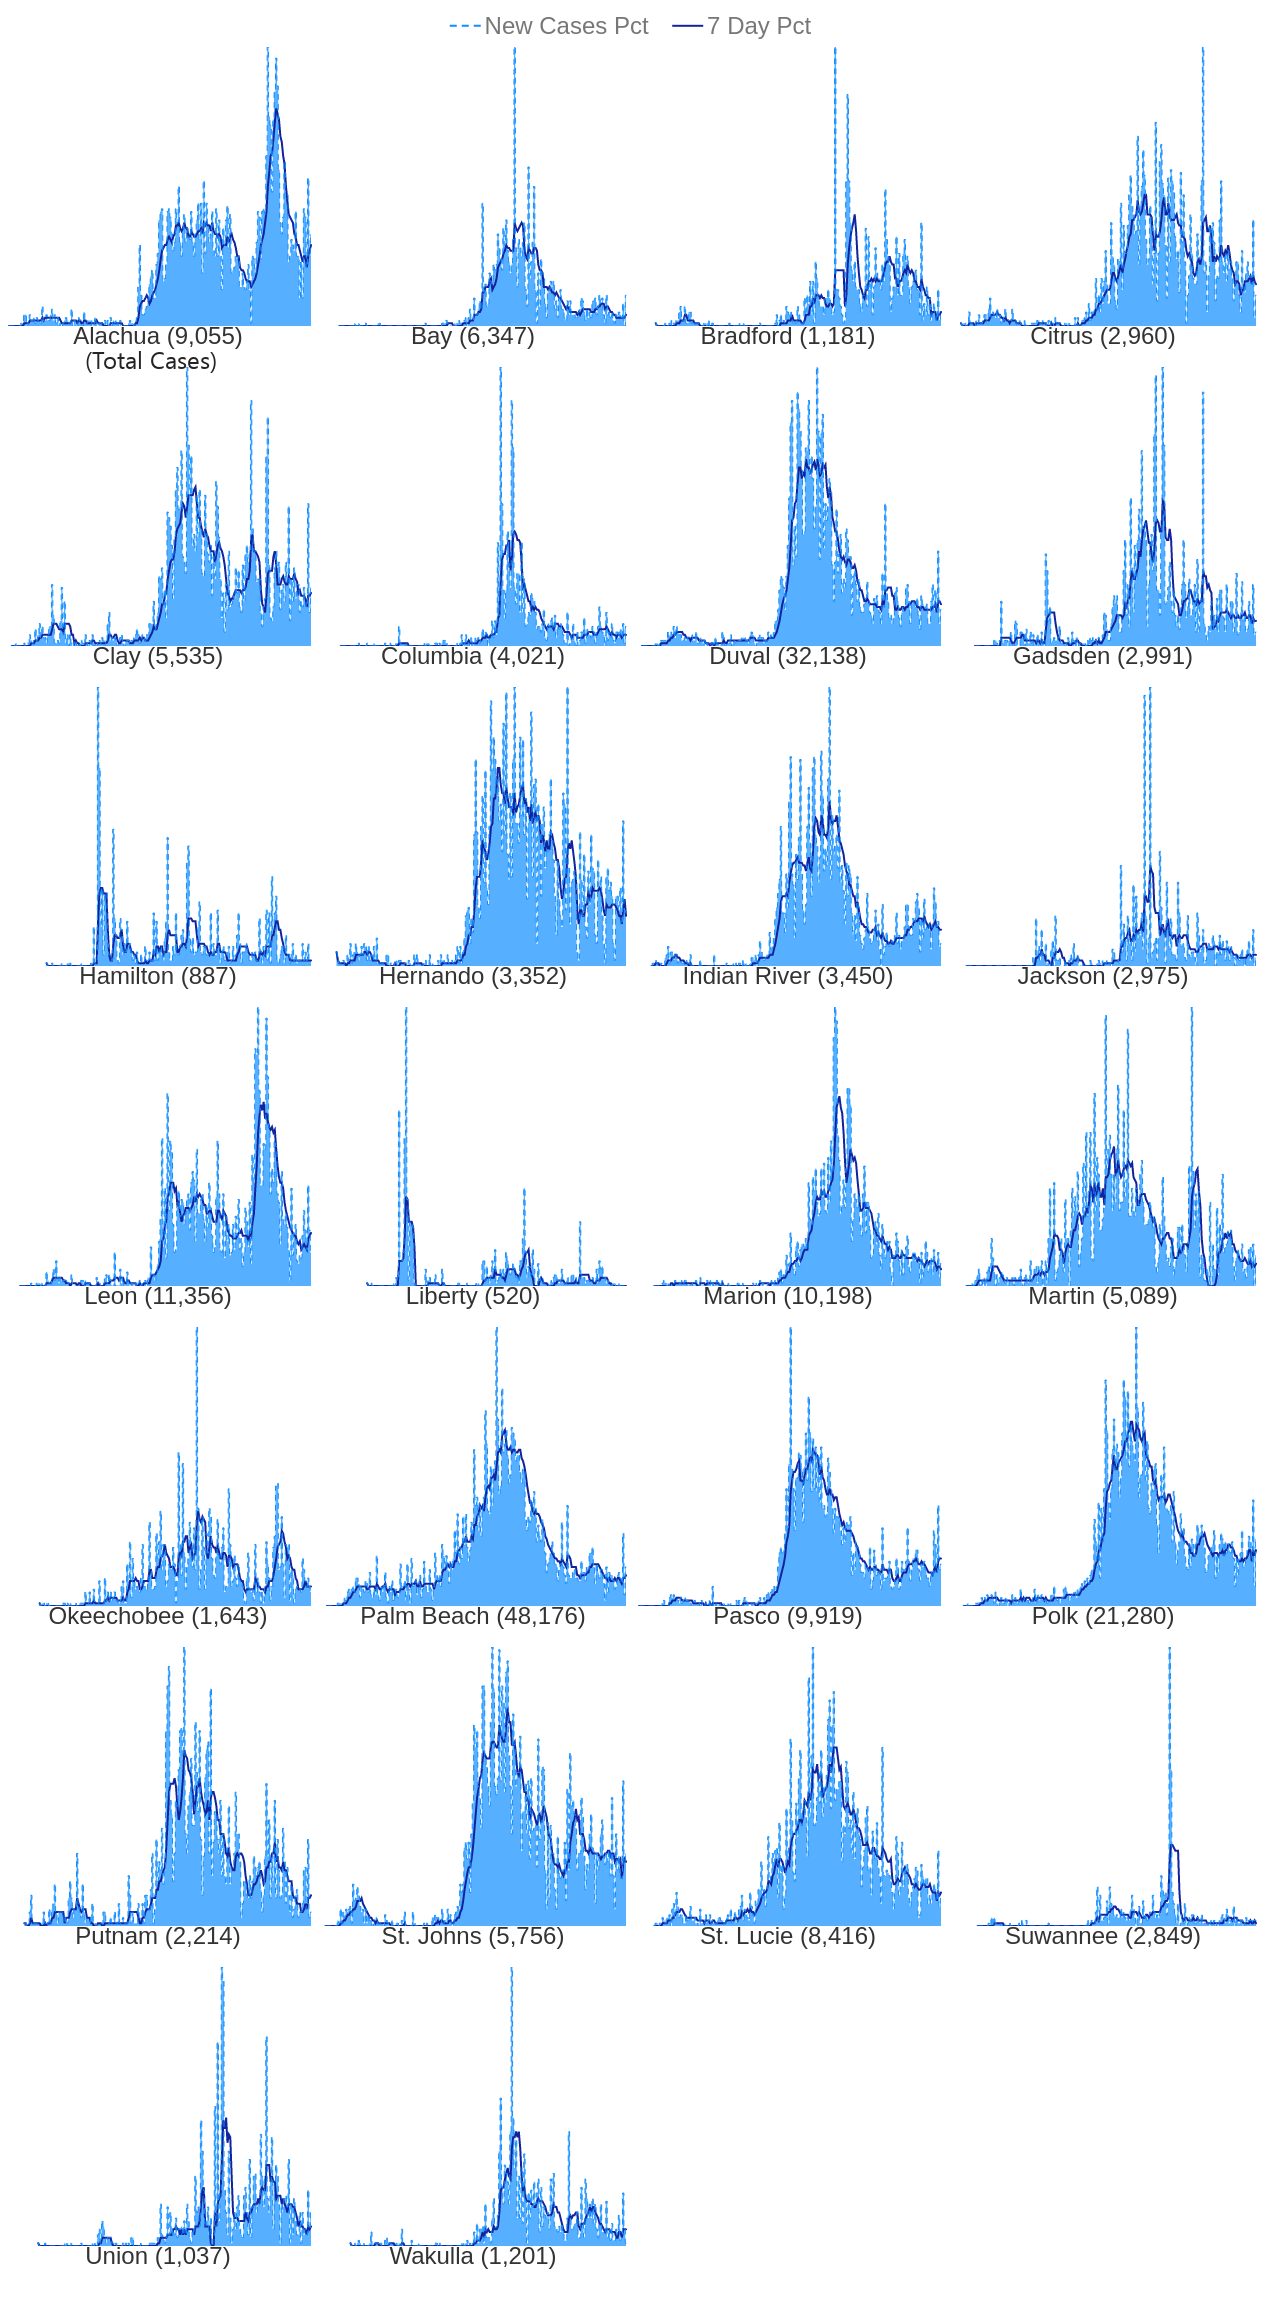 New Cases Pct 7 Day Pct
Alachua (9,055) Bay (6,347) Bradford (1,181) Citrus (2,960)
(Total Cases)
Clay (5,535) Columbia (4,021) Duval (32,138) Gadsden (2,991)
Hamilton (887) Hernando (3,352) Indian River (3,450) Jackson (2,975)
Leon (11,356) Liberty (520) Marion (10,198) Martin (5,089)
Okeechobee (1,643) Palm Beach (48,176) Pasco (9,919) Polk (21,280)
Putnam (2,214) St. Johns (5,756) St. Lucie (8,416) Suwannee (2,849)
Union (1,037) Wakulla (1,201)